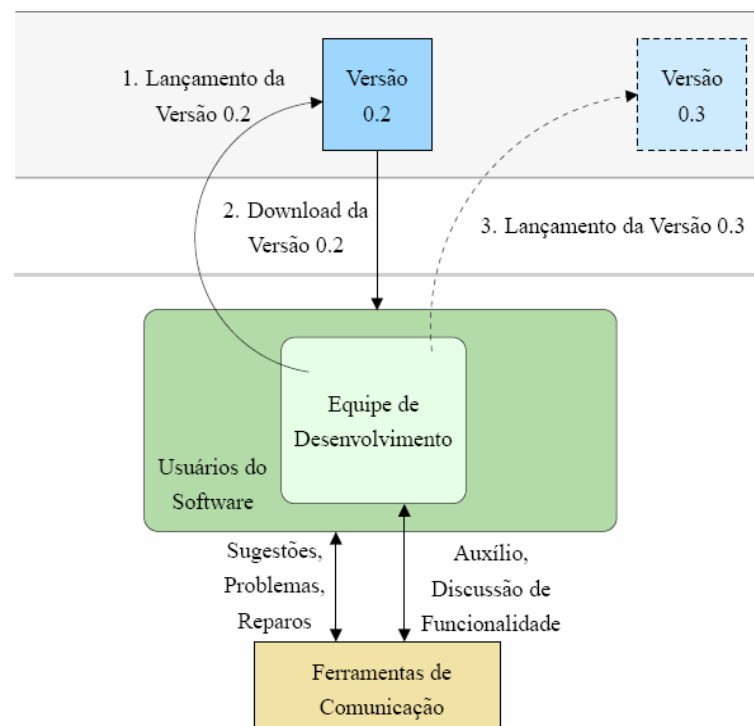 1. Lançamento da
Versão 0.2
Versão
0.2
Versão
0.3
2. Download da
Versão 0.2
3. Lançamento da Versão 0.3
Equipe de
Desenvolvimento
Usuários do
Software
Sugestões,
Problemas,
Reparos
Auxílio,
Discussão de
Funcionalidade
Ferramentas de
Comunicação